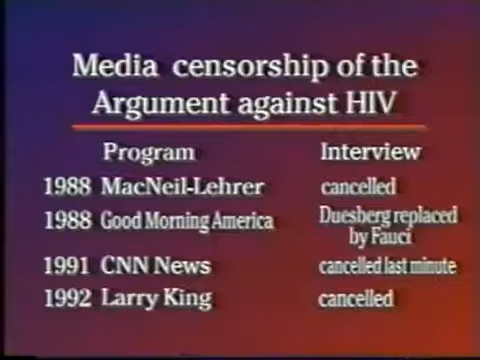 Media censorship of the
Argument against HIV
Program Interview
1988 MacNeil-Lehrer cancelled
1988 Good Morning America Duesberg replaced
by Fauci
1991 CNN News cancelled last minute
1992 Larry King cancelled